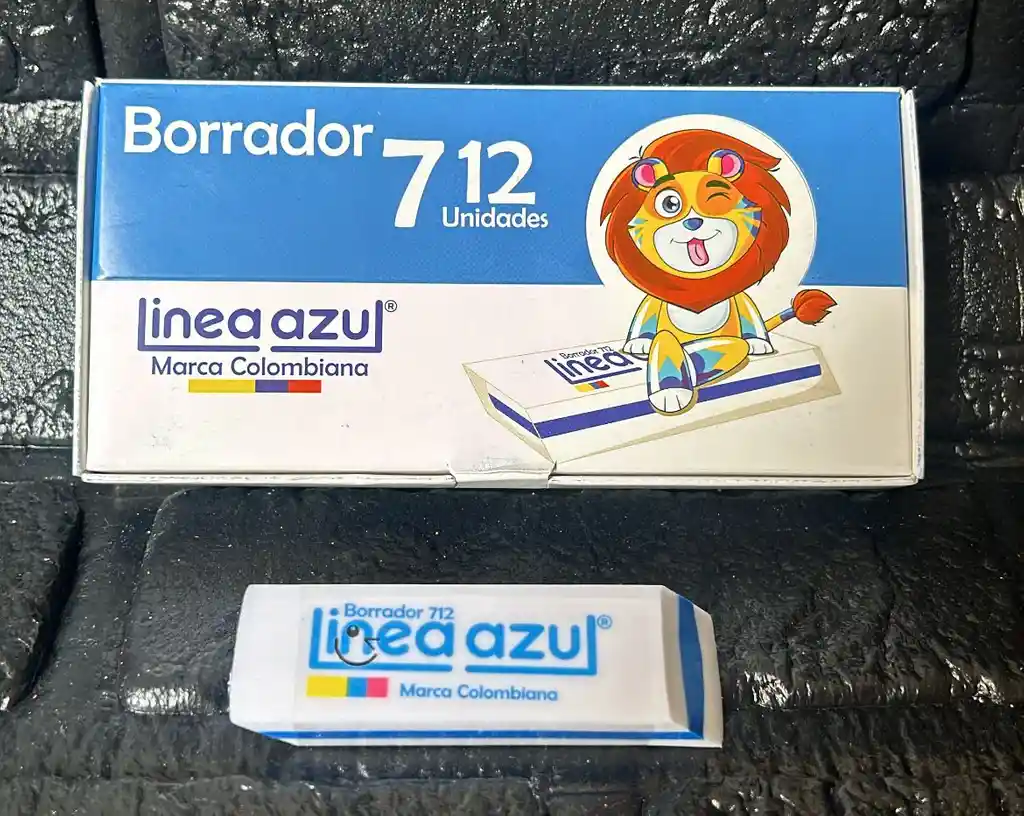 Borrador
712
Unidades
Linea azul®
Marca Colombiana
Borrador 712
Linea
Borrador 712
Linea azul®
Marca Colombiana